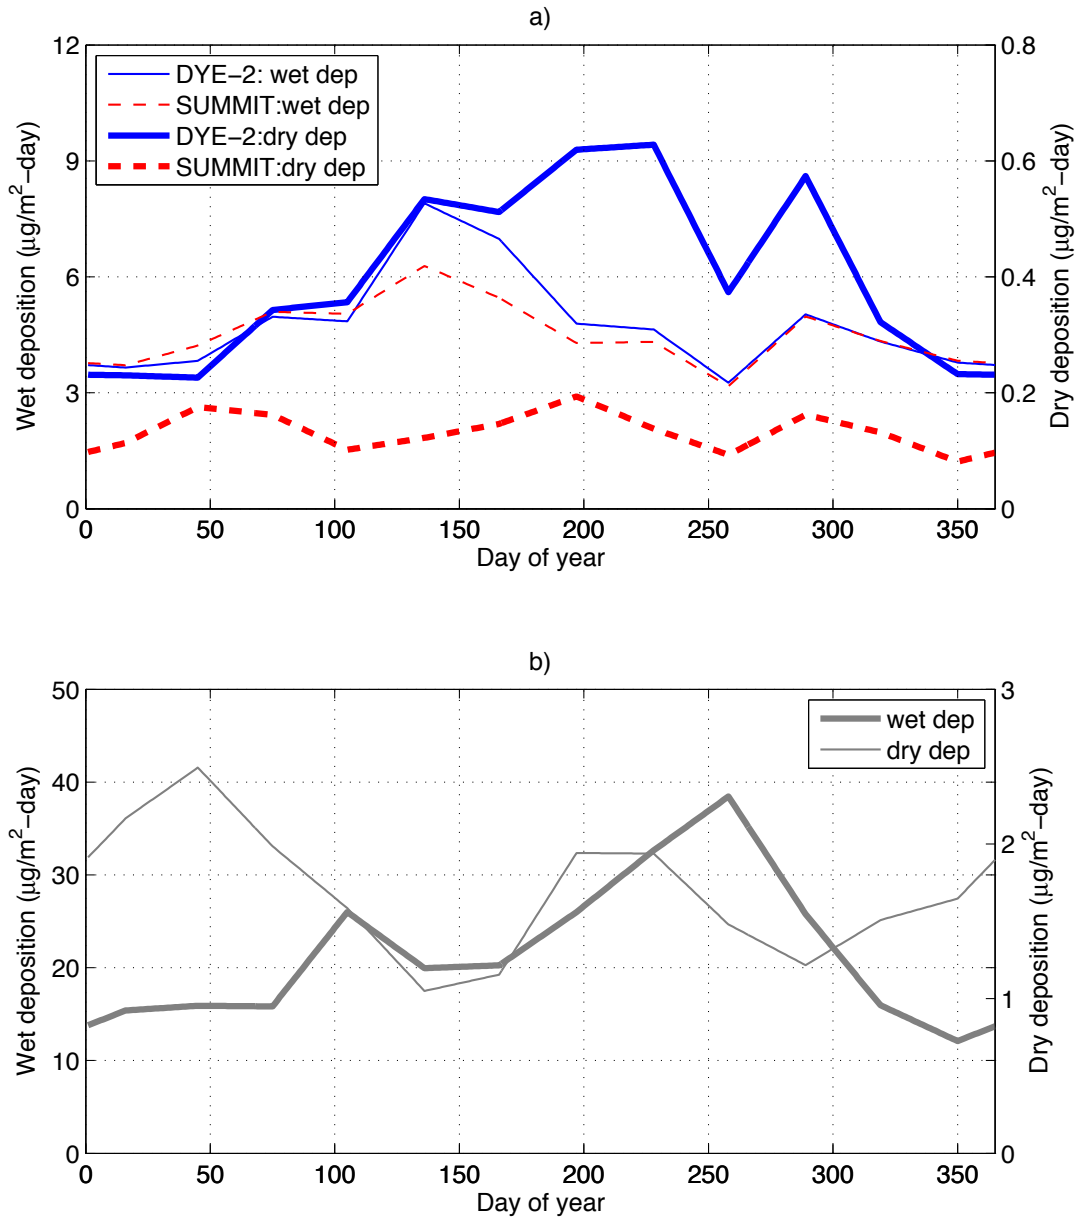 a)
12
9
6
3
0
0.8
0.6
0.4
0.2
0
DYE−2: wet dep
SUMMIT:wet dep
DYE−2:dry dep
SUMMIT:dry dep
Wet deposition (μg/m²−day)
Dry deposition (μg/m²−day)
0 50 100 150 200 250 300 350
Day of year
b)
50
40
30
20
10
0
3
2
1
0
wet dep
dry dep
Wet deposition (μg/m²−day)
Dry deposition (μg/m²−day)
0 50 100 150 200 250 300 350
Day of year